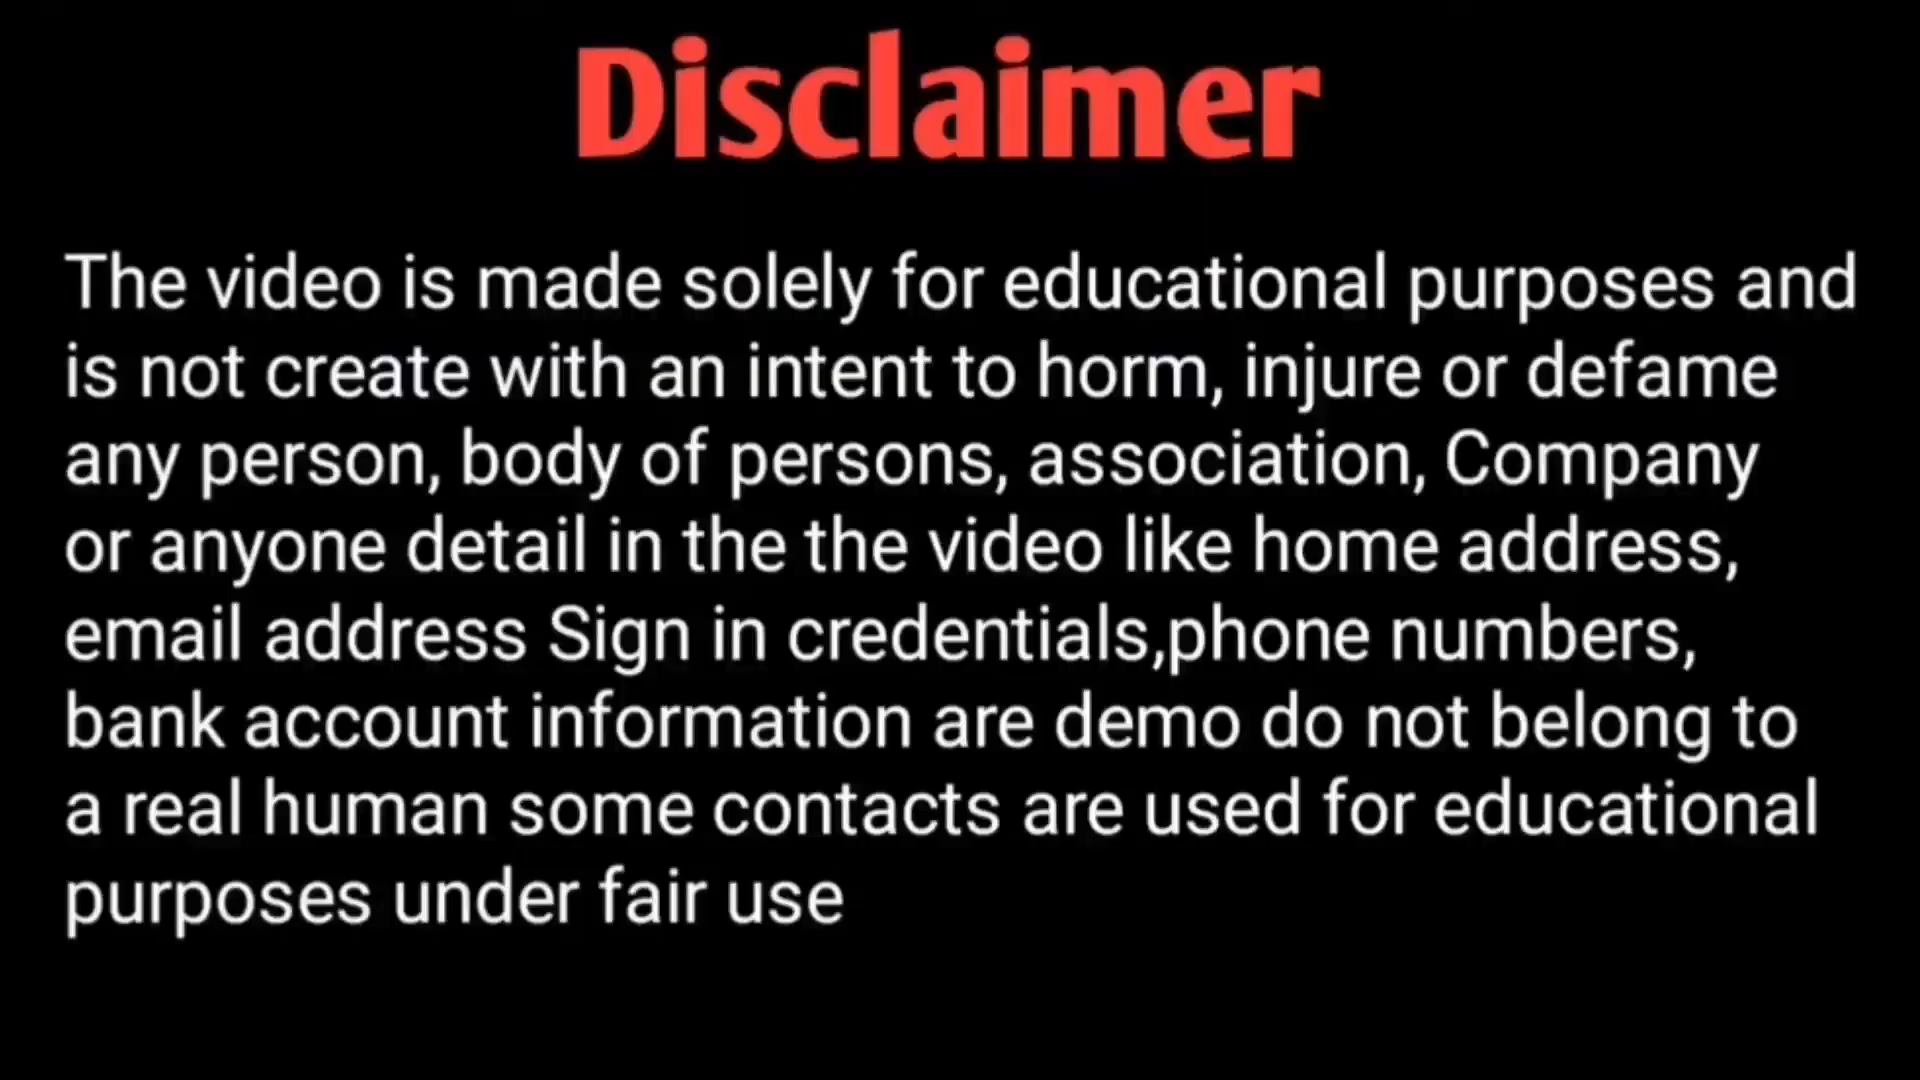 Disclaimer
The video is made solely for educational purposes and
is not create with an intent to horm, injure or defame
any person, body of persons, association, Company
or anyone detail in the the video like home address,
email address Sign in credentials,phone numbers,
bank account information are demo do not belong to
a real human some contacts are used for educational
purposes under fair use